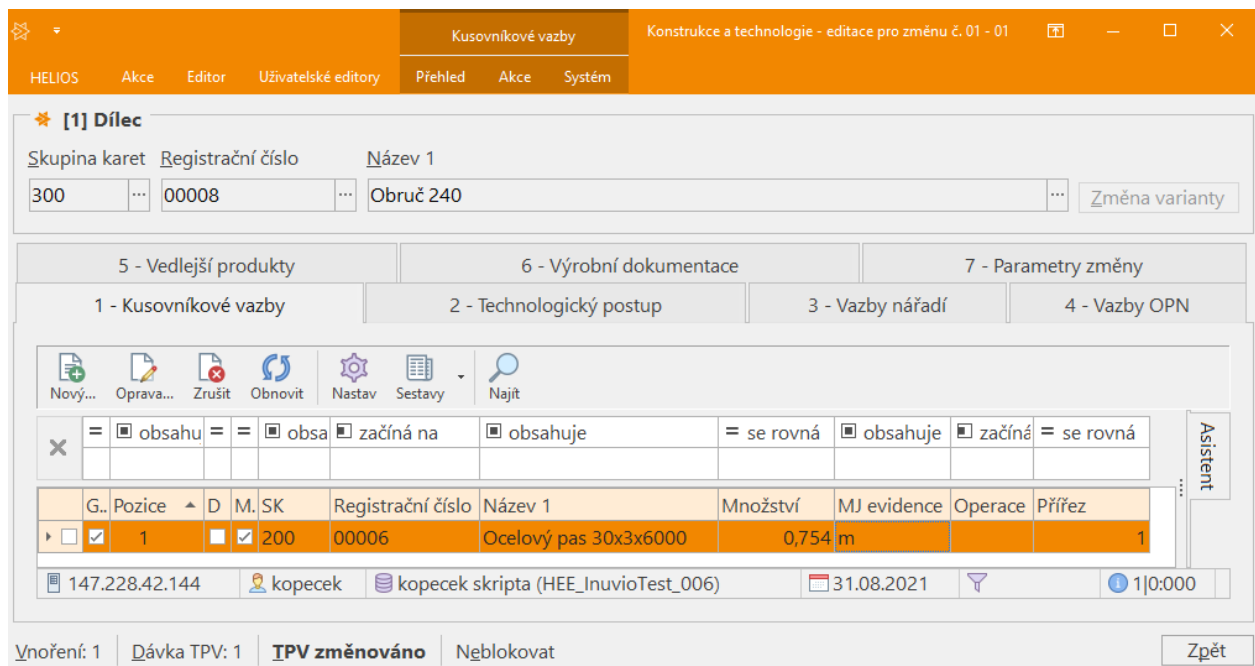 Kusovníkové vazby
Konstrukce a technologie - editace pro změnu č. 01 - 01
HELIOS Akce Editor Uživatelské editory Přehled Akce Systém
[1] Dílec
Skupina karet Registrační číslo Název 1
300 ... 00008 ... Obruč 240 ... Změna varianty
5 - Vedlejší produkty 6 - Výrobní dokumentace 7 - Parametry změny
1 - Kusovníkové vazby 2 - Technologický postup 3 - Vazby nářadí 4 - Vazby OPN
Nový... Oprava... Zrušit Obnovit Nastav Sestavy Najít
= obsahu = = obsa začíná na obsahuje = se rovná obsahuje začíná = se rovná
Asistent
G.. Pozice D M. SK Registrační číslo Název 1 Množství MJ evidence Operace Přířez
1 200 00006 Ocelový pas 30x3x6000 0,754 m 1
147.228.42.144 kopecek kopecek skripta (HEE_InuvioTest_006) 31.08.2021 1|0:000
Vnoření: 1 Dávka TPV: 1 TPV změnováno Neblokovat Zpět